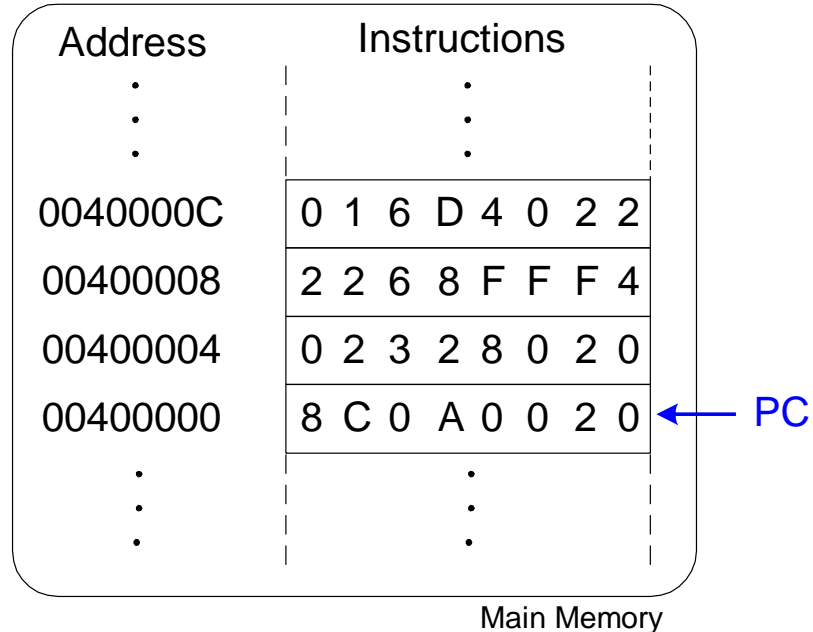 Address Instructions
0040000C 0 1 6 D 4 0 2 2
00400008 2 2 6 8 F F F 4
00400004 0 2 3 2 8 0 2 0
00400000 8 C 0 A 0 0 2 0 PC
Main Memory